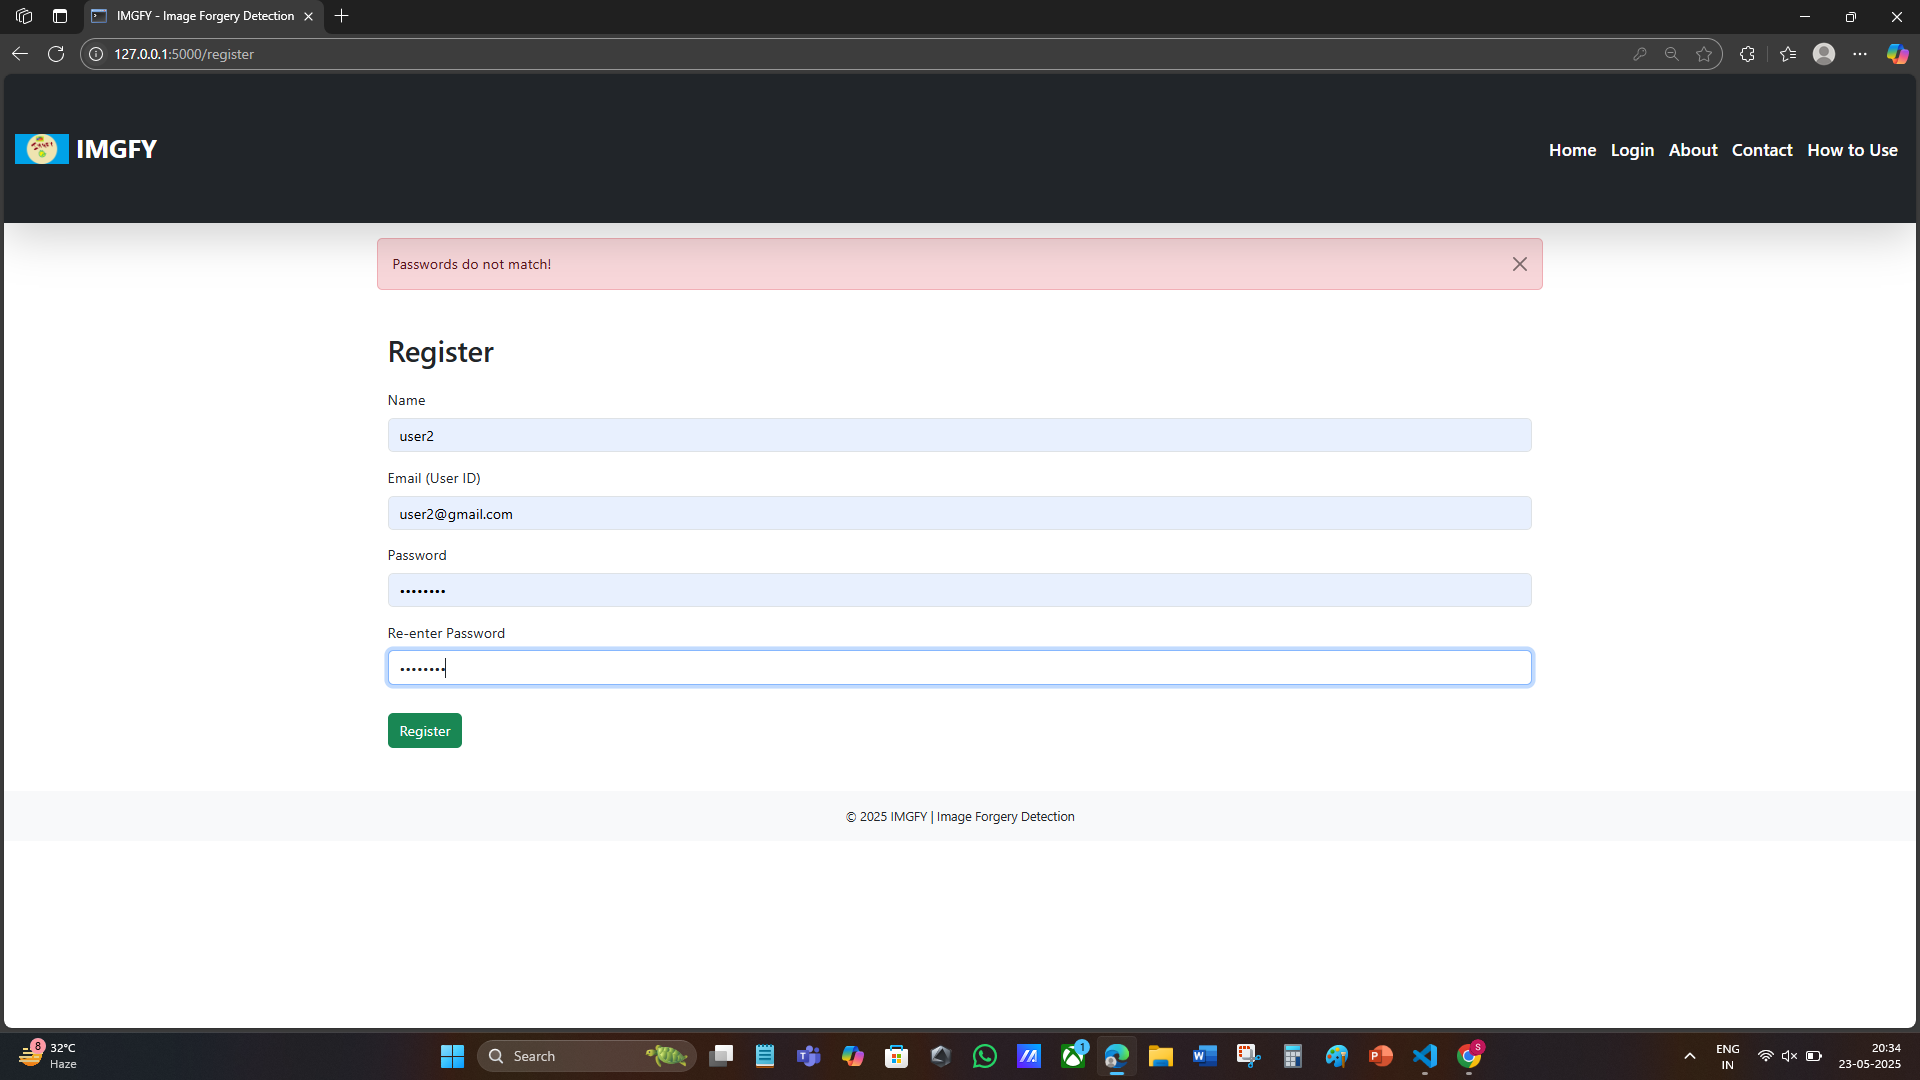 IMGFY - Image Forgery Detection
127.0.0.1:5000/register
IMGFY
Home Login About Contact How to Use
Passwords do not match!
Register
Name
user2
Email (User ID)
user2@gmail.com
Password
••••••••
Re-enter Password
••••••••
Register
© 2025 IMGFY | Image Forgery Detection
8
32°C
Haze
Search
1
S
ENG
IN
20:34
23-05-2025